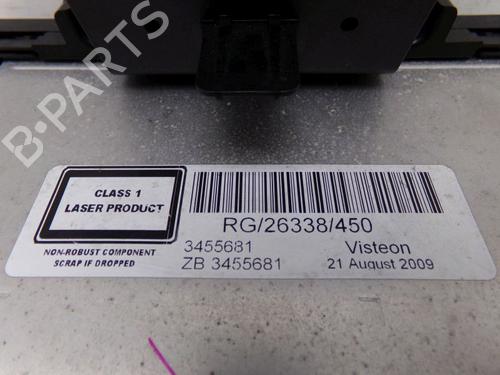 B-PARTS
CLASS 1
LASER PRODUCT
NON-ROBUST COMPONENT
SCRAP IF DROPPED
RG/26338/450
3455681 Visteon
ZB 3455681 21 August 2009